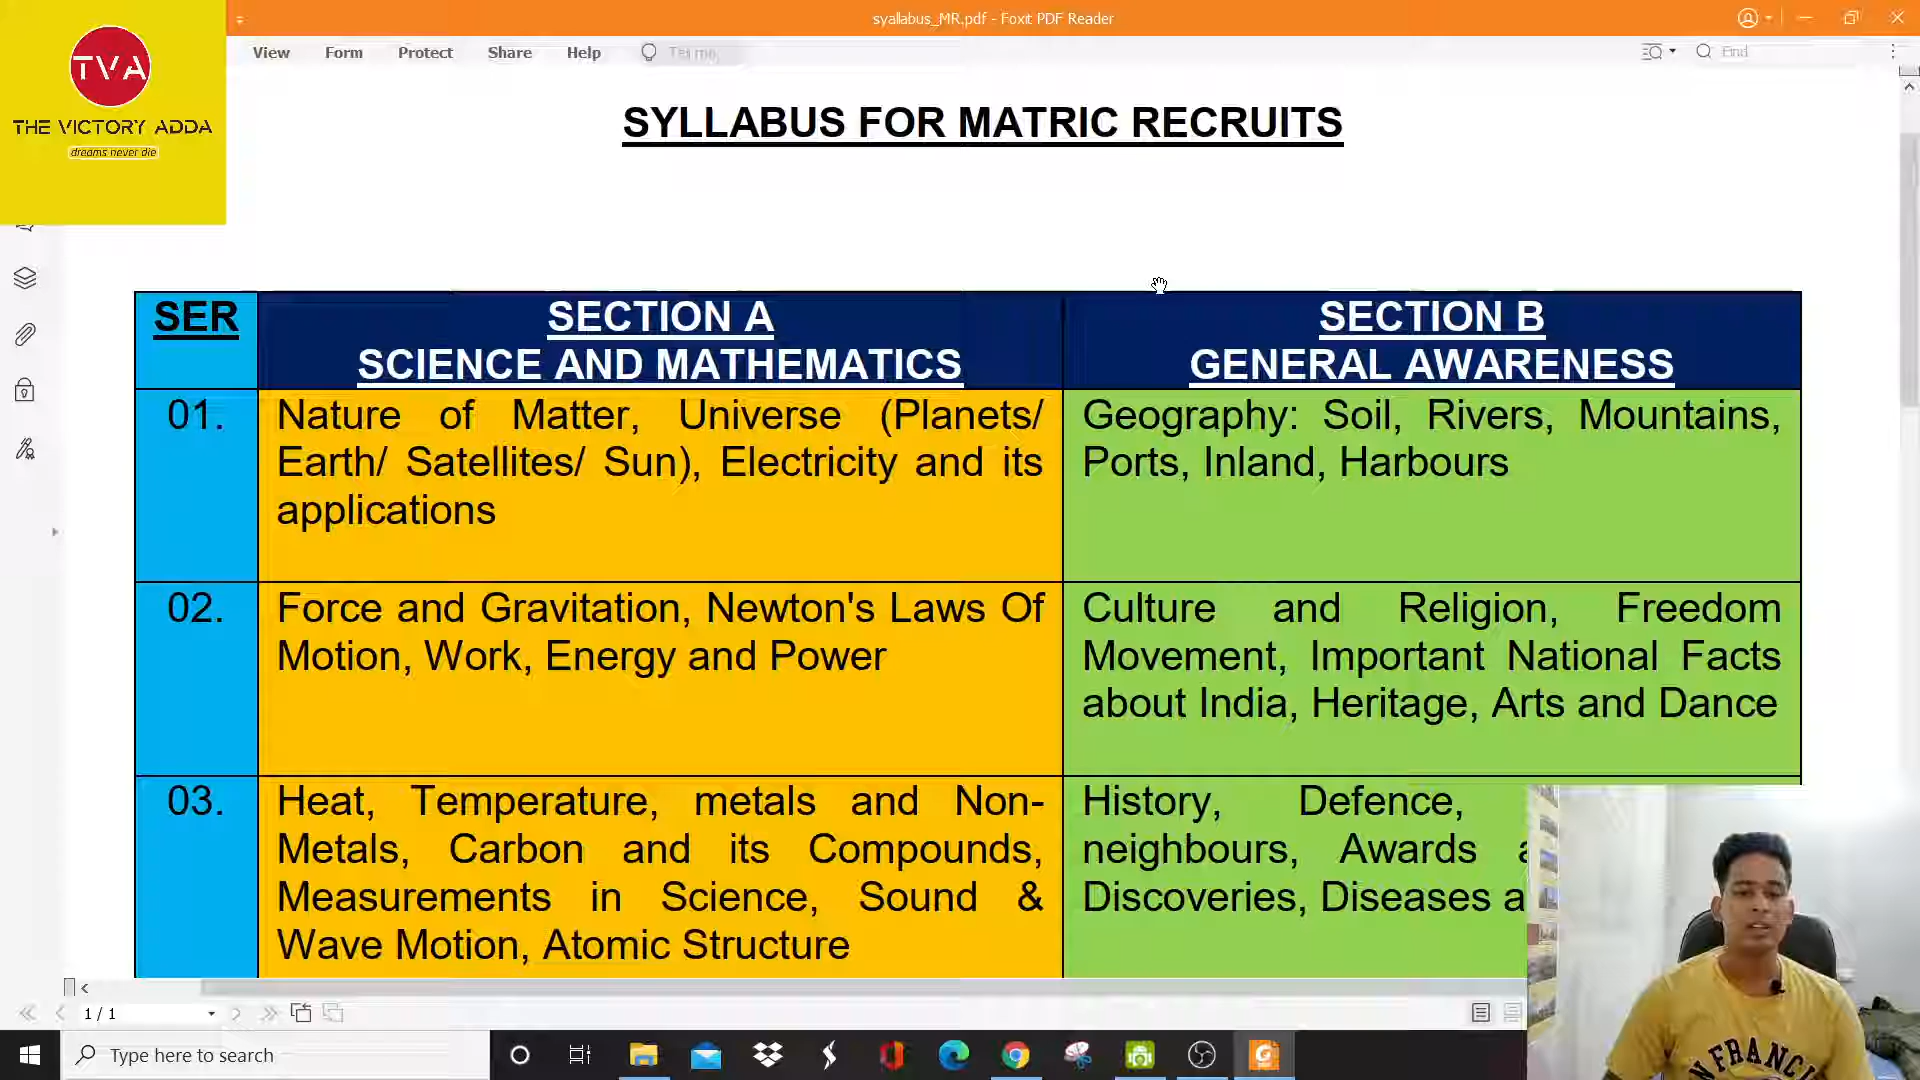 syallabus_MR.pdf - Foxit PDF Reader
TVA
THE VICTORY ADDA
dreams never die
View Form Protect Share Help Tell me Find
SYLLABUS FOR MATRIC RECRUITS
SER
SECTION A
SCIENCE AND MATHEMATICS
SECTION B
GENERAL AWARENESS
01.
Nature of Matter, Universe (Planets/
Earth/ Satellites/ Sun), Electricity and its
applications
Geography: Soil, Rivers, Mountains,
Ports, Inland, Harbours
02.
Force and Gravitation, Newton's Laws Of
Motion, Work, Energy and Power
Culture and Religion, Freedom
Movement, Important National Facts
about India, Heritage, Arts and Dance
03.
Heat, Temperature, metals and Non-
Metals, Carbon and its Compounds,
Measurements in Science, Sound &
Wave Motion, Atomic Structure
History, Defence,
neighbours, Awards
Discoveries, Diseases
1 / 1
Type here to search